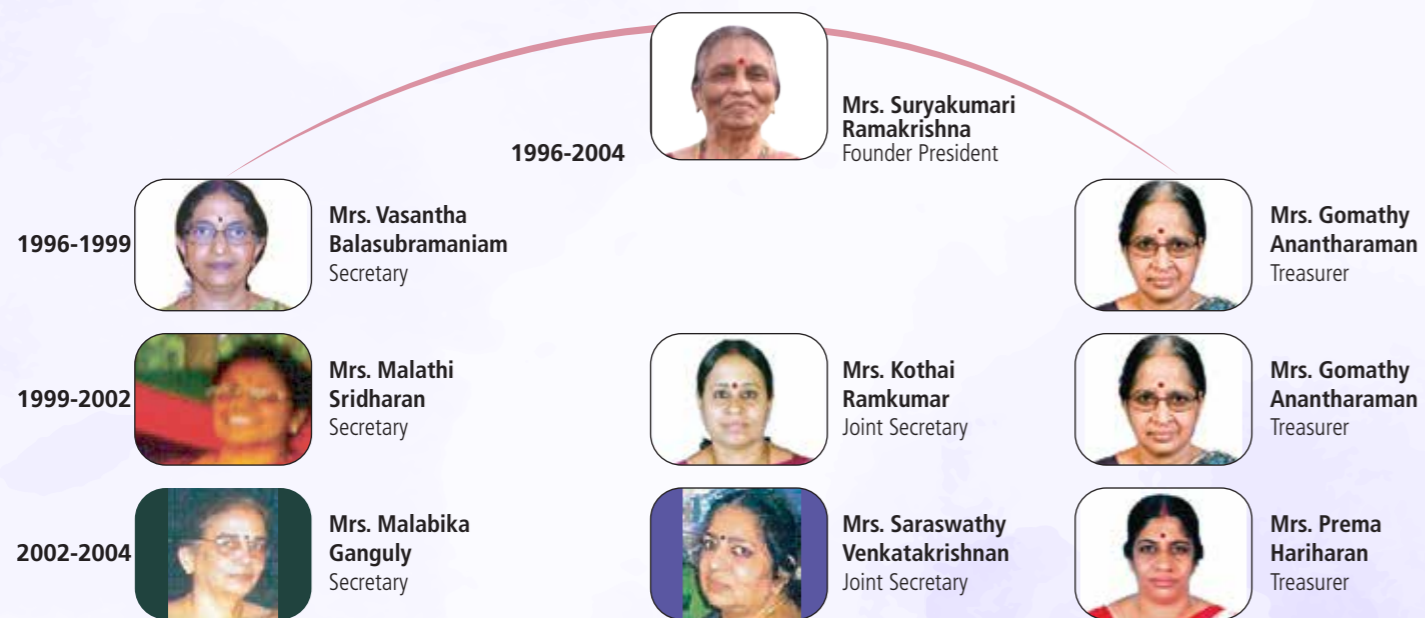 Mrs. Suryakumari
Ramakrishna
Founder President
1996-2004
1996-1999
Mrs. Vasantha
Balasubramaniam
Secretary
Mrs. Gomathy
Anantharaman
Treasurer
1999-2002
Mrs. Malathi
Sridharan
Secretary
Mrs. Kothai
Ramkumar
Joint Secretary
Mrs. Gomathy
Anantharaman
Treasurer
2002-2004
Mrs. Malabika
Ganguly
Secretary
Mrs. Saraswathy
Venkatakrishnan
Joint Secretary
Mrs. Prema
Hariharan
Treasurer